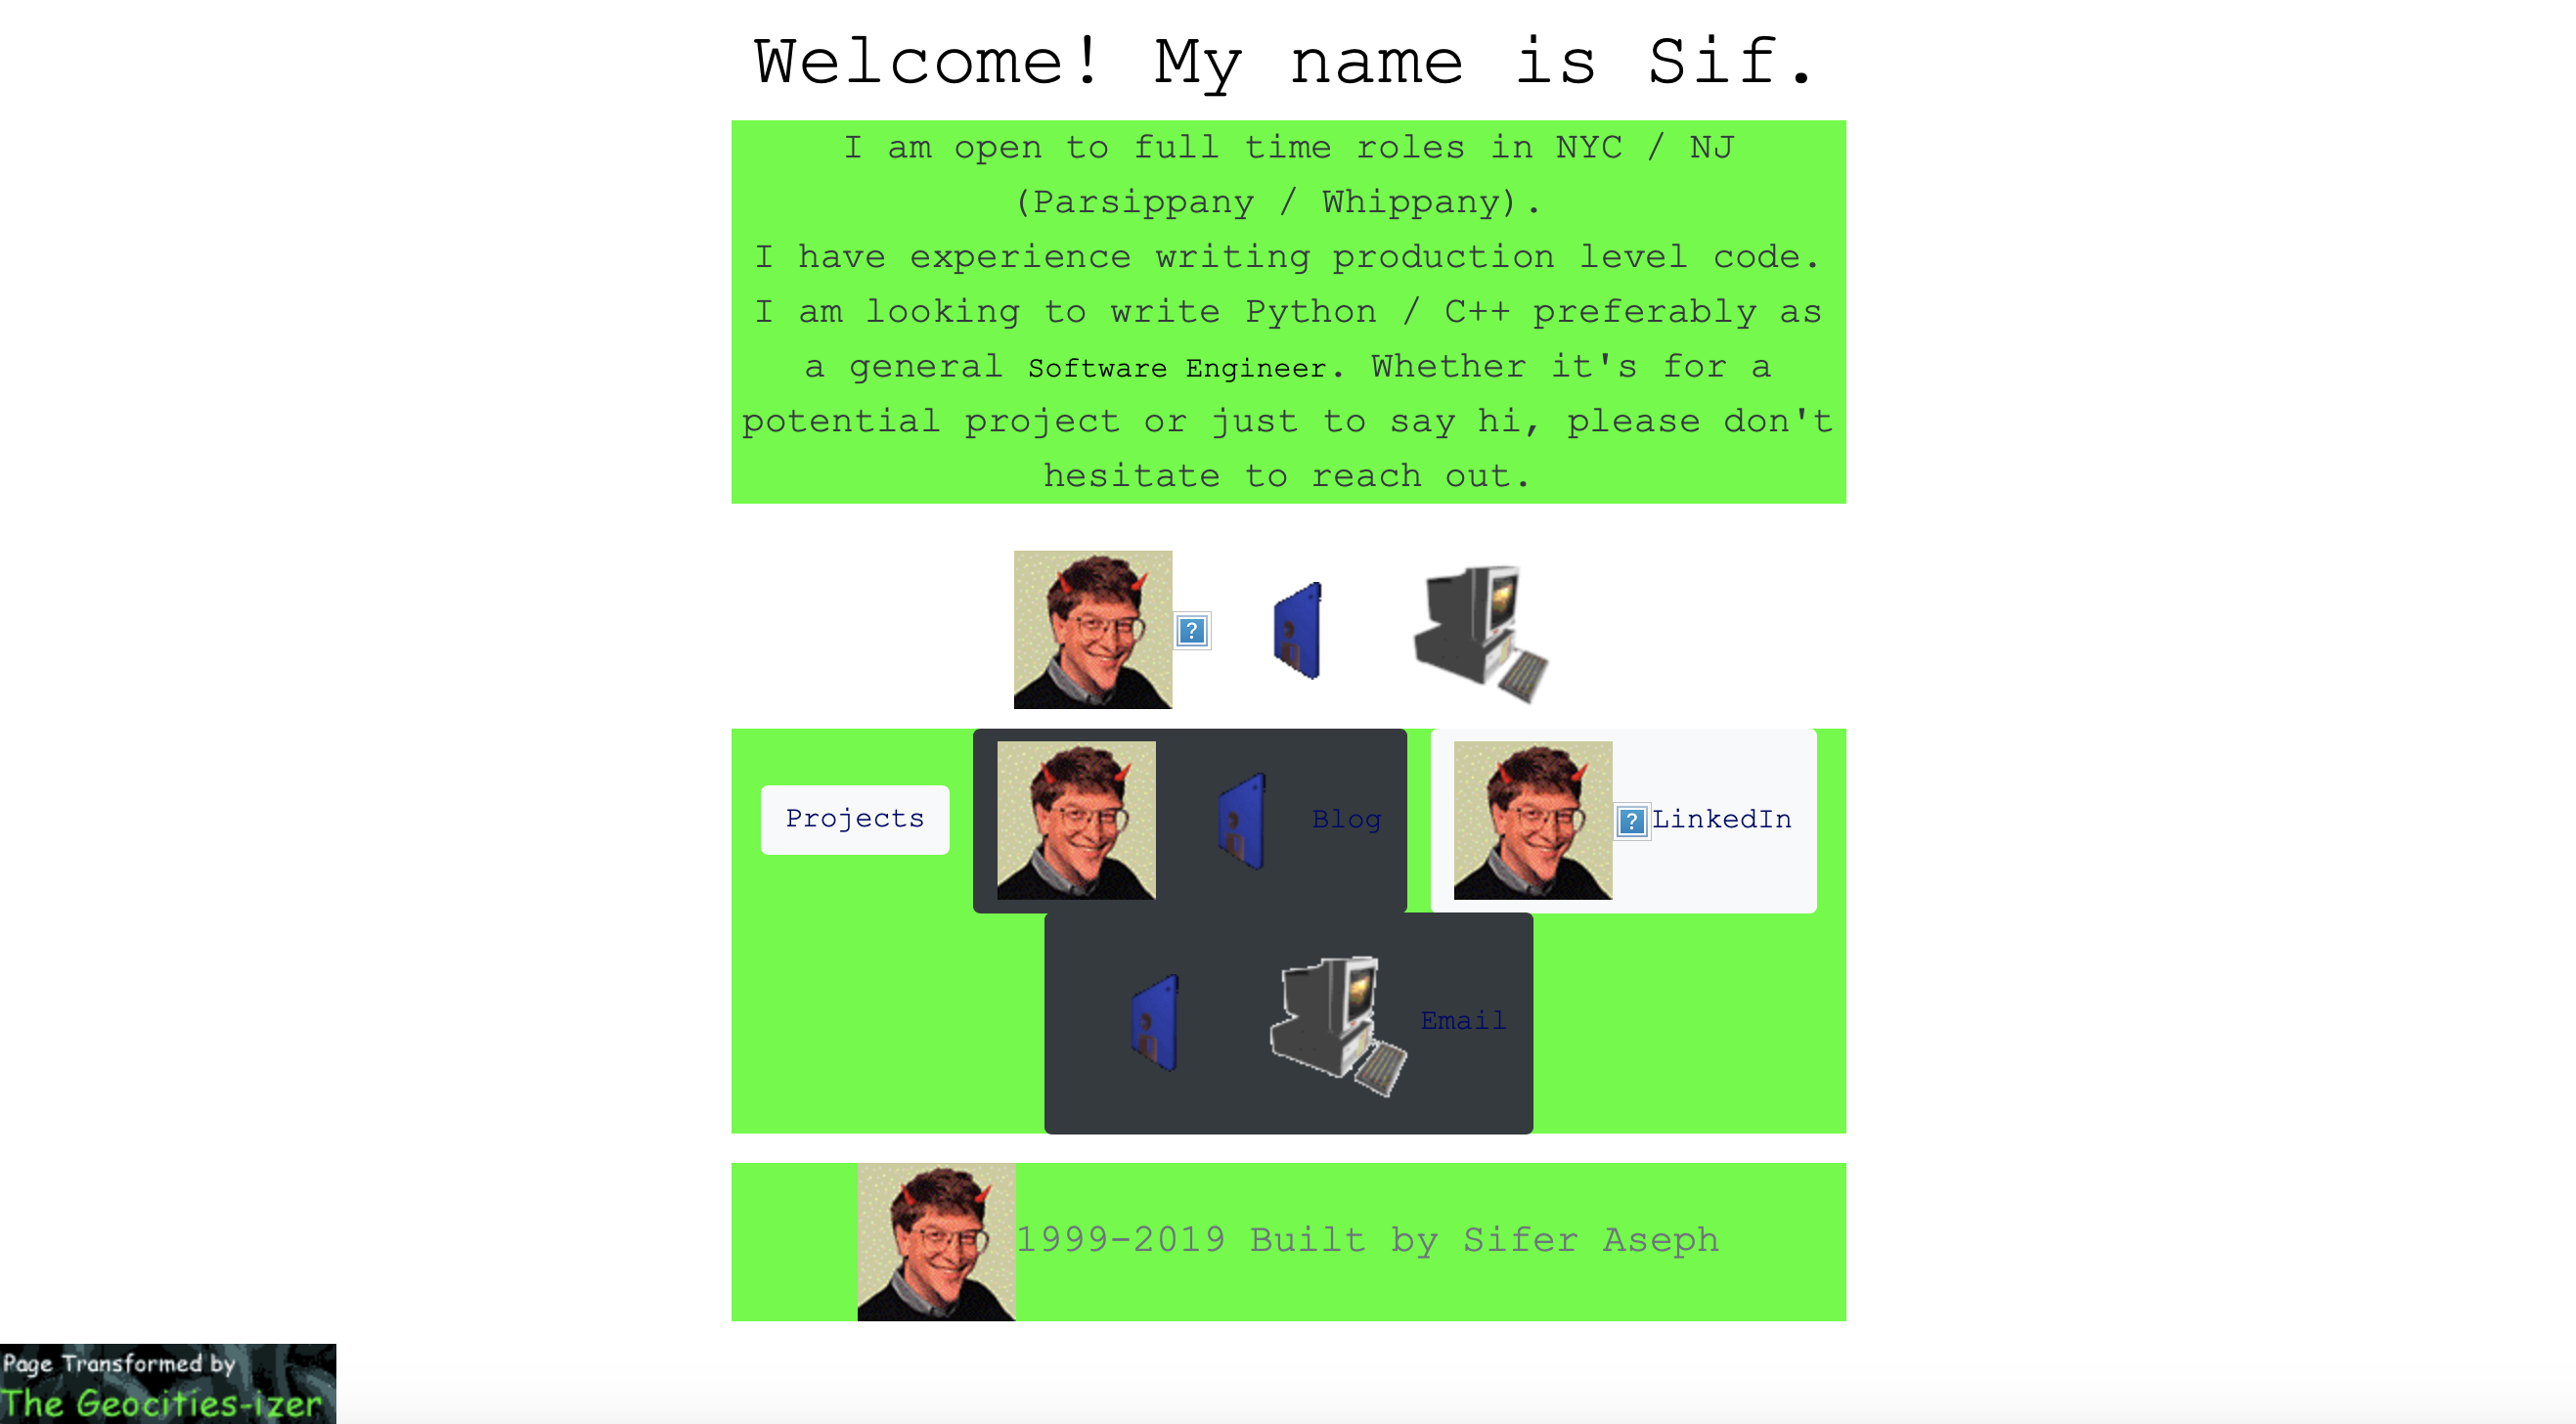 Welcome! My name is Sif.
I am open to full time roles in NYC / NJ
(Parsippany / Whippany).
I have experience writing production level code.
I am looking to write Python / C++ preferably as
a general Software Engineer. Whether it's for a
potential project or just to say hi, please don't
hesitate to reach out.
?
Projects
Blog
? LinkedIn
Email
1999-2019 Built by Sifer Aseph
Page Transformed by
The Geocities-izer